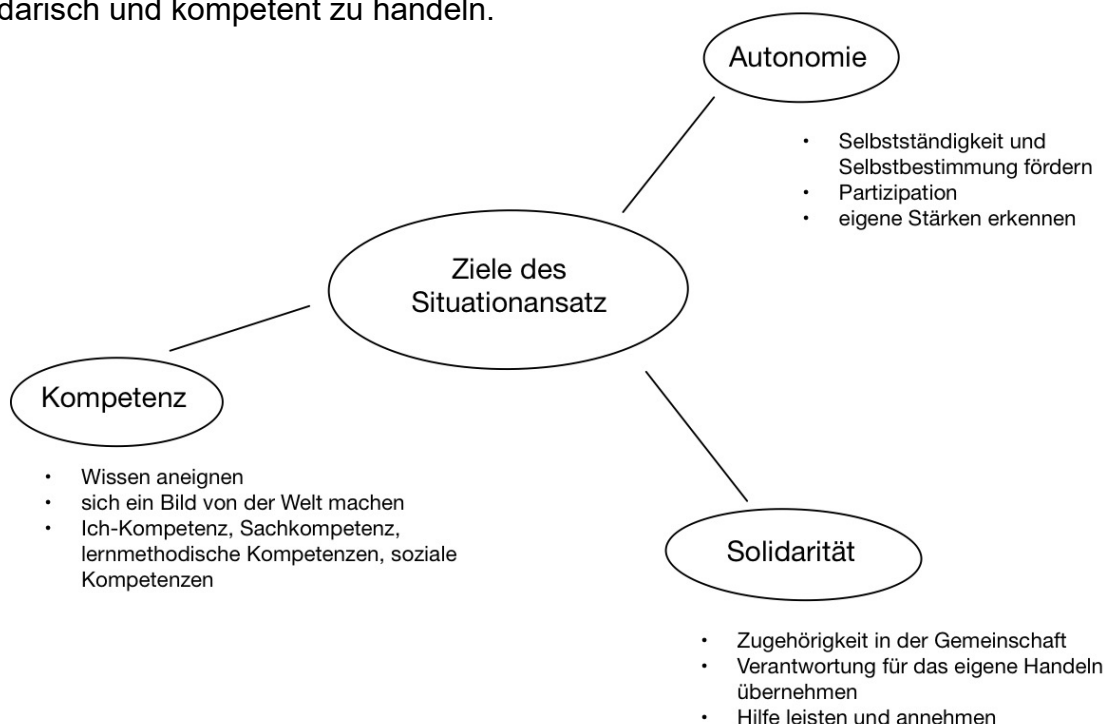 darisch und kompetent zu handeln.
Autonomie
• Selbstständigkeit und
Selbstbestimmung fördern
• Partizipation
• eigene Stärken erkennen
Ziele des
Situationansatz
Kompetenz
• Wissen aneignen
• sich ein Bild von der Welt machen
• Ich-Kompetenz, Sachkompetenz,
lernmethodische Kompetenzen, soziale
Kompetenzen
Solidarität
• Zugehörigkeit in der Gemeinschaft
• Verantwortung für das eigene Handeln
übernehmen
• Hilfe leisten und annehmen